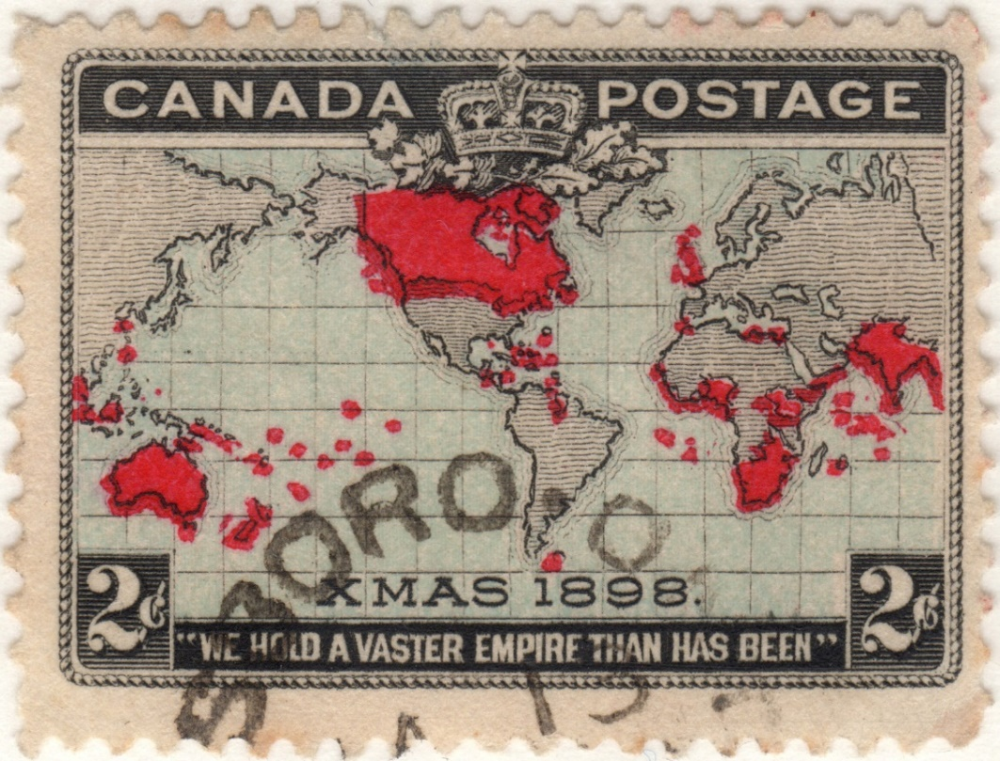 CANADA POSTAGE
XMAS 1898.
2¢ 2¢
"WE HOLD A VASTER EMPIRE THAN HAS BEEN"